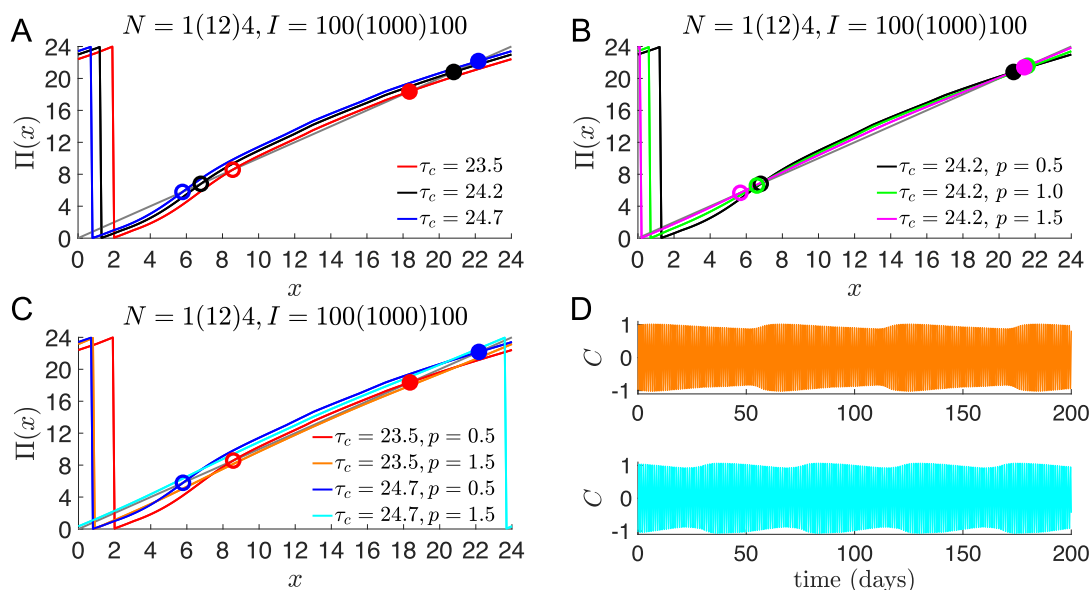 A
N = 1(12)4, I = 100(1000)100
24
20
16
12
8
4
0
Π(x)
0 2 4 6 8 10 12 14 16 18 20 22 24
x
τc = 23.5
τc = 24.2
τc = 24.7
B
N = 1(12)4, I = 100(1000)100
24
20
16
12
8
4
0
Π(x)
0 2 4 6 8 10 12 14 16 18 20 22 24
x
τc = 24.2, p = 0.5
τc = 24.2, p = 1.0
τc = 24.2, p = 1.5
C
N = 1(12)4, I = 100(1000)100
24
20
16
12
8
4
0
Π(x)
0 2 4 6 8 10 12 14 16 18 20 22 24
x
τc = 23.5, p = 0.5
τc = 23.5, p = 1.5
τc = 24.7, p = 0.5
τc = 24.7, p = 1.5
D
1
0
-1
C
0 50 100 150 200
1
0
-1
C
0 50 100 150 200
time (days)